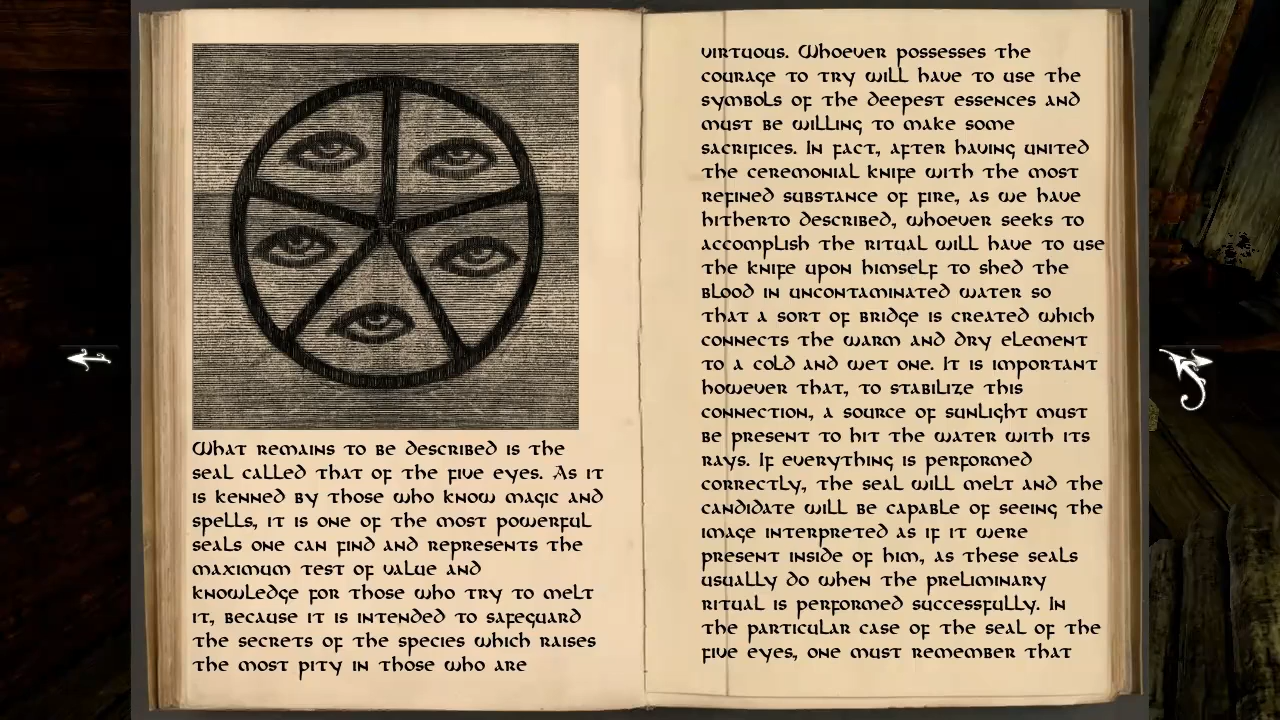 What remains to be described is the
seal called that of the five eyes. As it
is kenned by those who know magic and
spells, it is one of the most powerful
seals one can find and represents the
maximum test of value and
knowledge for those who try to melt
it, because it is intended to safeguard
the secrets of the species which raises
the most pity in those who are
virtuous. Whoever possesses the
courage to try will have to use the
symbols of the deepest essences and
must be willing to make some
sacrifices. In fact, after having united
the ceremonial knife with the most
refined substance of fire, as we have
hitherto described, whoever seeks to
accomplish the ritual will have to use
the knife upon himself to shed the
blood in uncontaminated water so
that a sort of bridge is created which
connects the warm and dry element
to a cold and wet one. It is important
however that, to stabilize this
connection, a source of sunlight must
be present to hit the water with its
rays. If everything is performed
correctly, the seal will melt and the
candidate will be capable of seeing the
image interpreted as if it were
present inside of him, as these seals
usually do when the preliminary
ritual is performed successfully. In
the particular case of the seal of the
five eyes, one must remember that